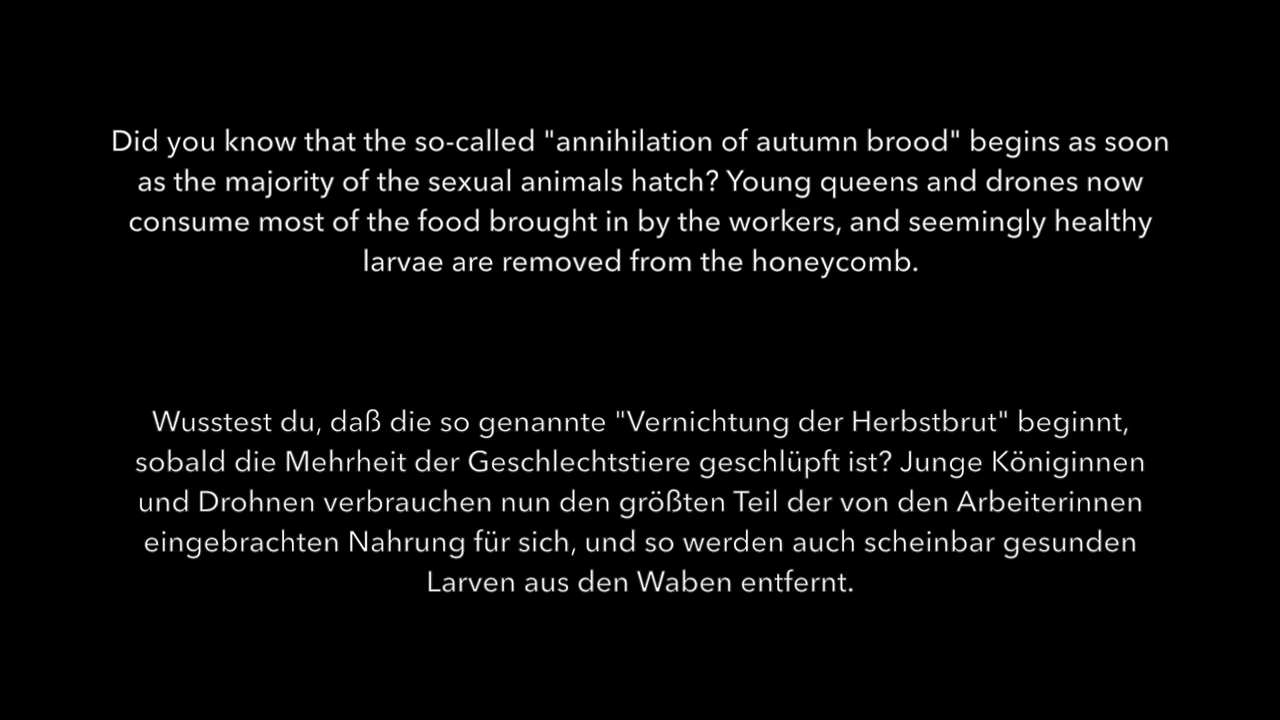 Did you know that the so-called "annihilation of autumn brood" begins as soon
as the majority of the sexual animals hatch? Young queens and drones now
consume most of the food brought in by the workers, and seemingly healthy
larvae are removed from the honeycomb.
Wusstest du, daß die so genannte "Vernichtung der Herbstbrut" beginnt,
sobald die Mehrheit der Geschlechtstiere geschlüpft ist? Junge Königinnen
und Drohnen verbrauchen nun den größten Teil der von den Arbeiterinnen
eingebrachten Nahrung für sich, und so werden auch scheinbar gesunden
Larven aus den Waben entfernt.